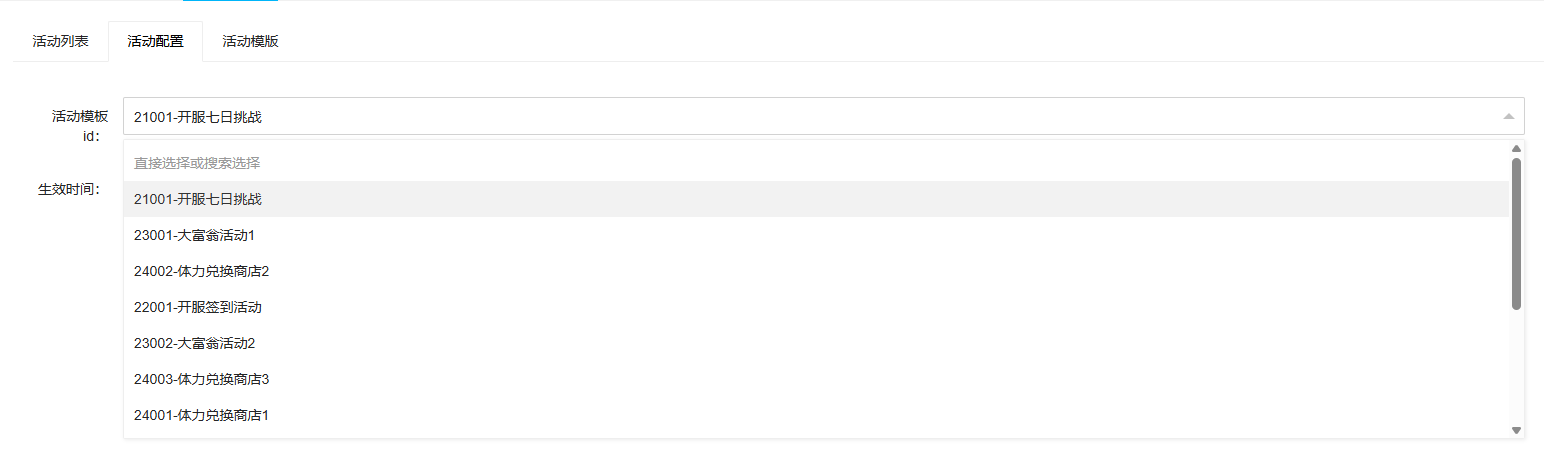 活动列表 活动配置 活动模版
活动模板 21001-开服七日挑战
id：
直接选择或搜索选择
生效时间：
21001-开服七日挑战
23001-大富翁活动1
24002-体力兑换商店2
22001-开服签到活动
23002-大富翁活动2
24003-体力兑换商店3
24001-体力兑换商店1